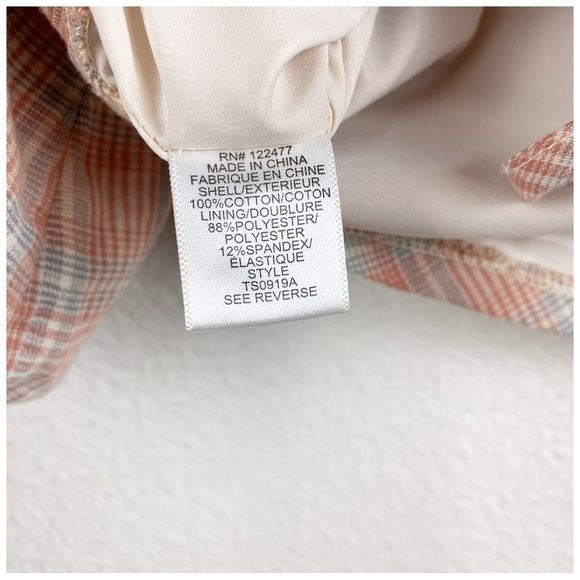 RN# 122477
MADE IN CHINA
FABRIQUE EN CHINE
SHELL/EXTERIEUR
100%COTTON/COTON
LINING/DOUBLURE
88%POLYESTER/
POLYESTER
12%SPANDEX/
ÉLASTIQUE
STYLE
TS0919A
SEE REVERSE